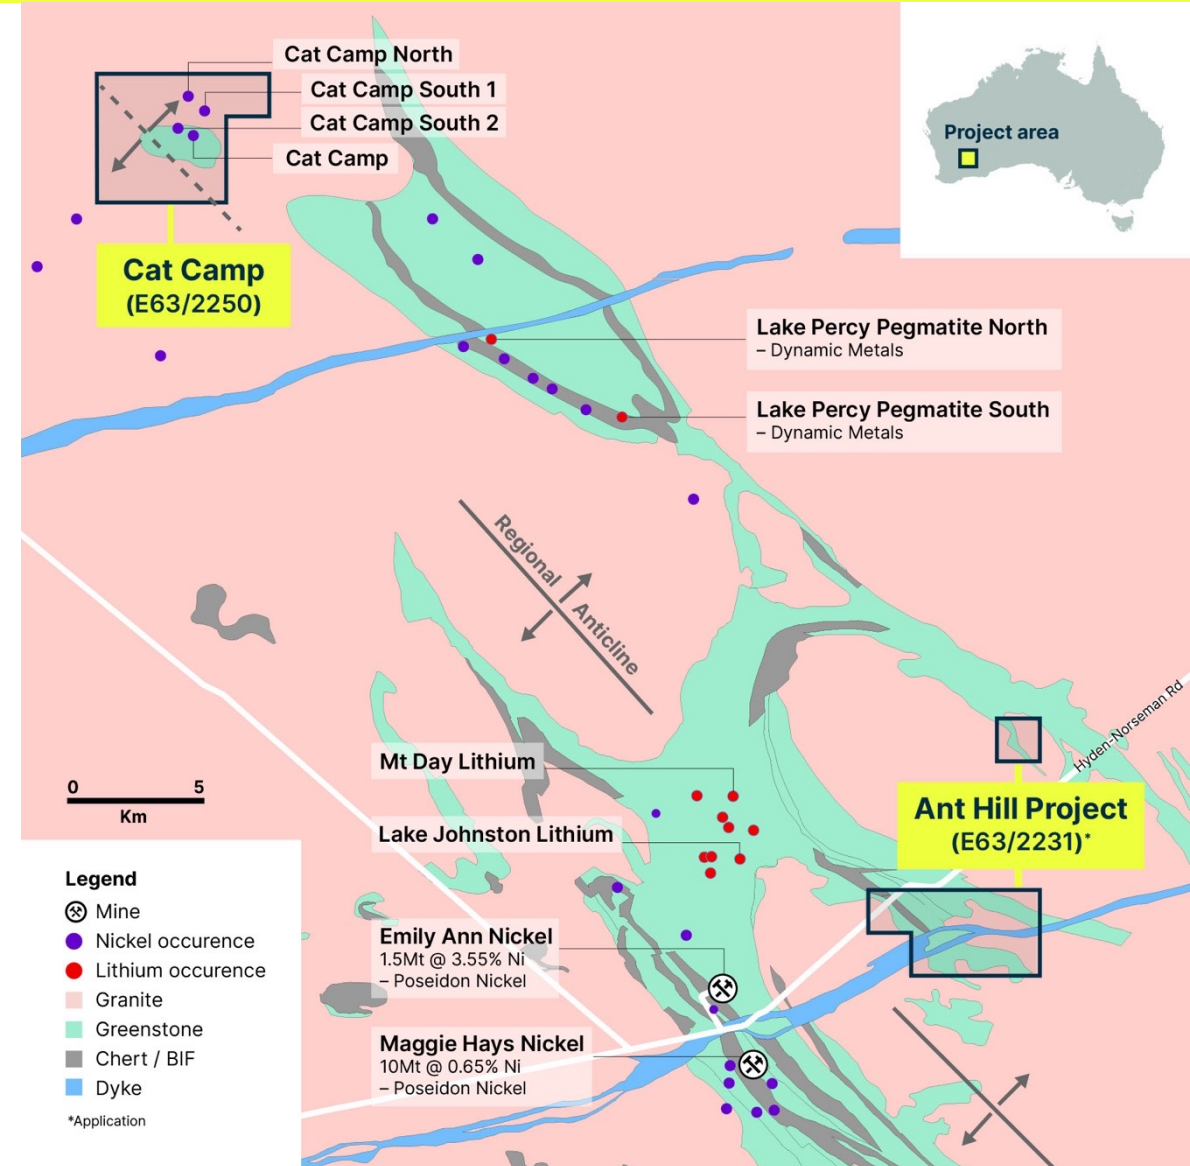 Cat Camp North
Cat Camp South 1
Cat Camp South 2
Cat Camp
Project area
Cat Camp
(E63/2250)
Lake Percy Pegmatite North
– Dynamic Metals
Lake Percy Pegmatite South
– Dynamic Metals
Regional
Anticline
Hyden-Norseman Rd
Mt Day Lithium
0 5
Km
Ant Hill Project
(E63/2231)*
Lake Johnston Lithium
Legend
Mine
Nickel occurence
Lithium occurence
Granite
Greenstone
Chert / BIF
Dyke
*Application
Emily Ann Nickel
1.5Mt @ 3.55% Ni
– Poseidon Nickel
Maggie Hays Nickel
10Mt @ 0.65% Ni
– Poseidon Nickel